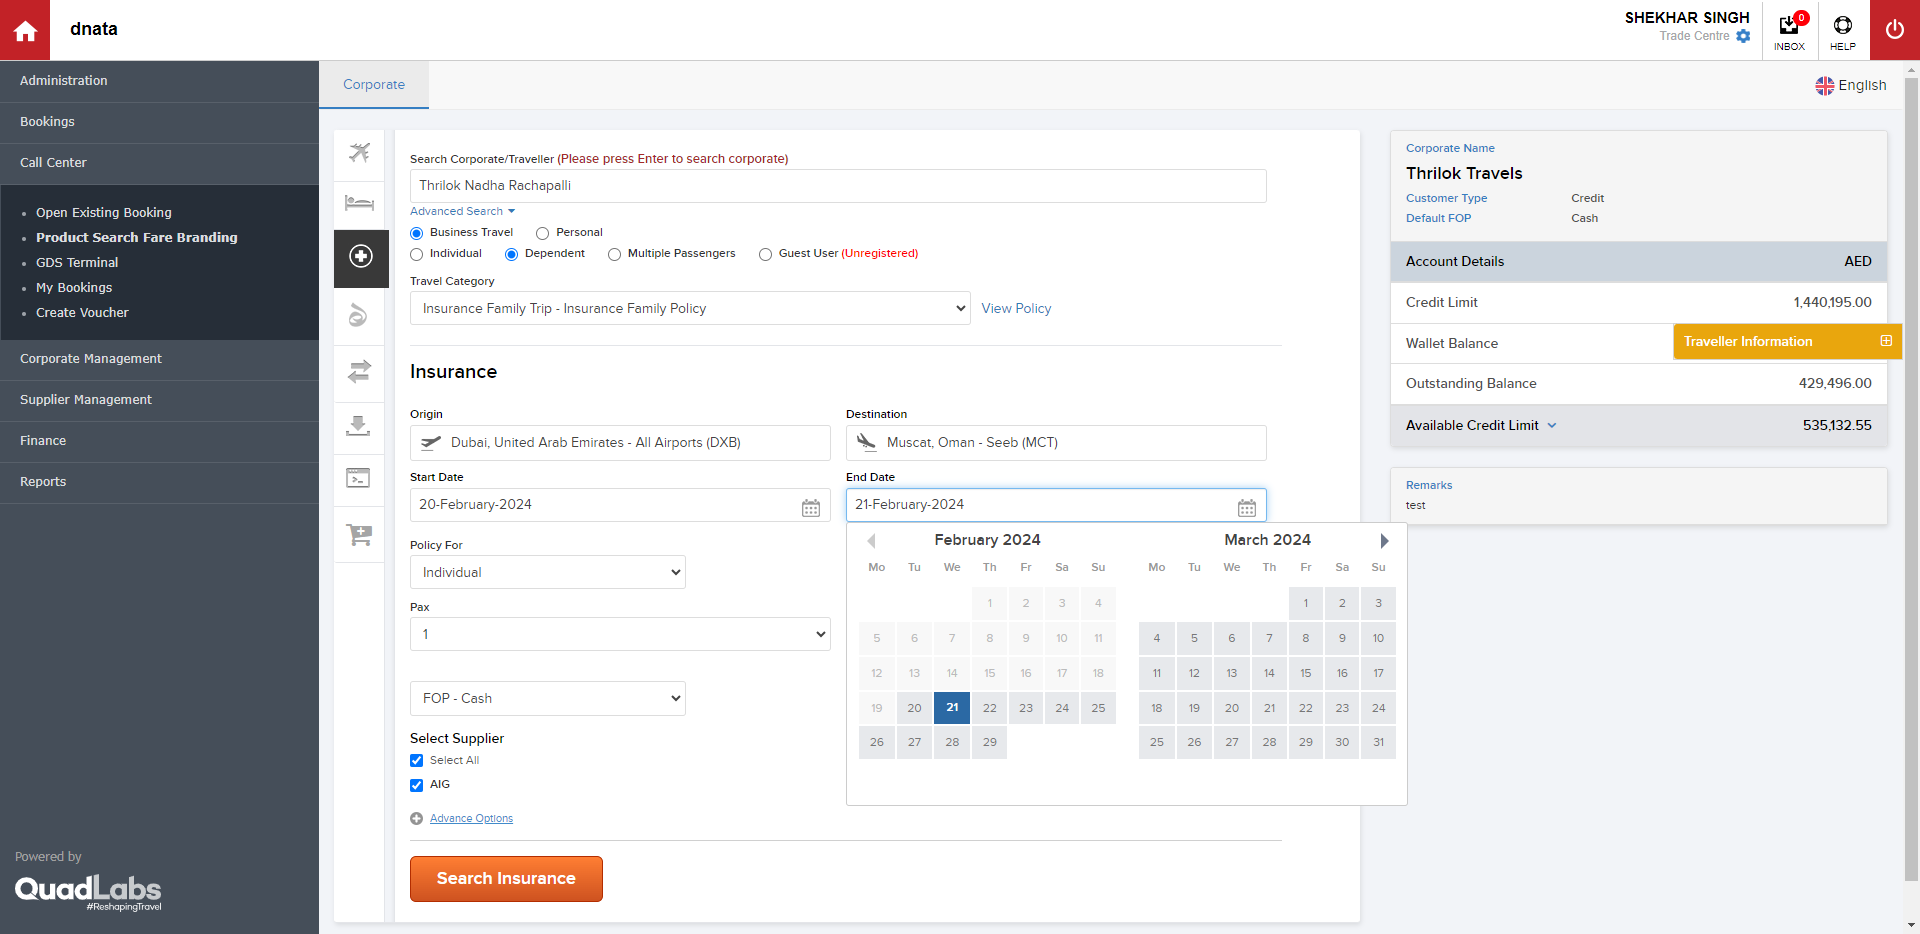 dnata
SHEKHAR SINGH
Trade Centre
0
INBOX
HELP
Administration
Bookings
Call Center
Open Existing Booking
Product Search Fare Branding
GDS Terminal
My Bookings
Create Voucher
Corporate Management
Supplier Management
Finance
Reports
Powered by
QuadLabs
#ReshapingTravel
Corporate
English
Search Corporate/Traveller (Please press Enter to search corporate)
Thrilok Nadha Rachapalli
Advanced Search
Business Travel Personal
Individual Dependent Multiple Passengers Guest User (Unregistered)
Travel Category
Insurance Family Trip - Insurance Family Policy View Policy
Insurance
Origin Destination
Dubai, United Arab Emirates - All Airports (DXB) Muscat, Oman - Seeb (MCT)
Start Date End Date
20-February-2024 21-February-2024
Policy For
Individual
Pax
1
FOP - Cash
Select Supplier
Select All
AIG
Advance Options
Search Insurance
February 2024
Mo Tu We Th Fr Sa Su
1 2 3 4
5 6 7 8 9 10 11
12 13 14 15 16 17 18
19 20 21 22 23 24 25
26 27 28 29
March 2024
Mo Tu We Th Fr Sa Su
1 2 3
4 5 6 7 8 9 10
11 12 13 14 15 16 17
18 19 20 21 22 23 24
25 26 27 28 29 30 31
Corporate Name
Thrilok Travels
Customer Type Credit
Default FOP Cash
Account Details AED
Credit Limit 1,440,195.00
Wallet Balance
Traveller Information
Outstanding Balance 429,496.00
Available Credit Limit 535,132.55
Remarks
test